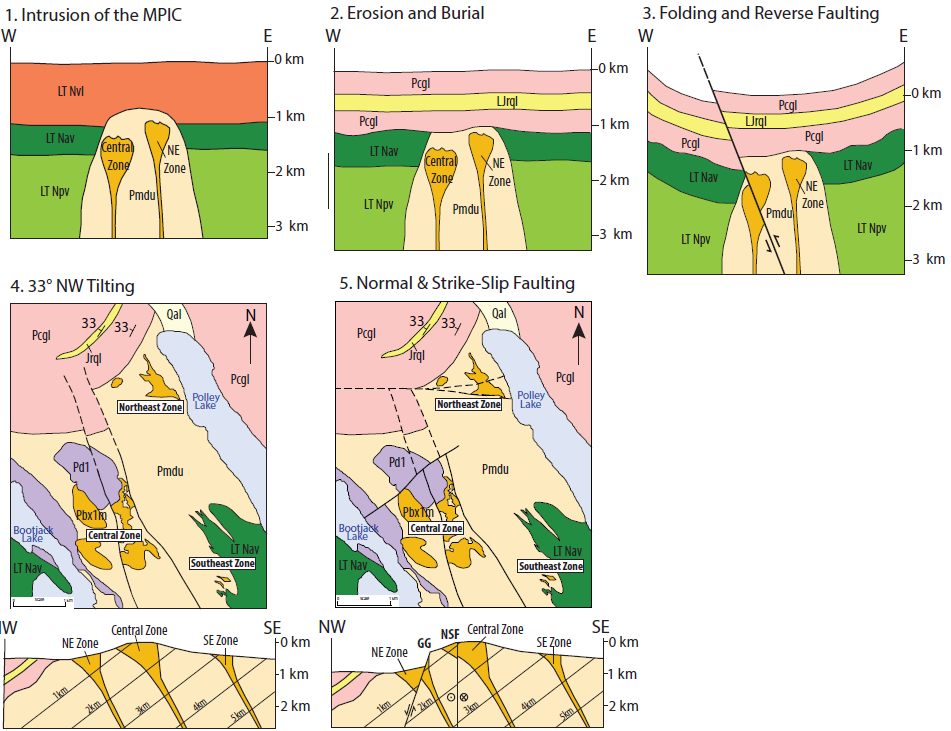 1. Intrusion of the MPIC
W
E
0 km
LT Nvl
1 km
LT Nav
Central
Zone
NE
Zone
2 km
LT Npv
Pmdu
3 km
2. Erosion and Burial
W
E
0 km
Pcgl
LJrql
Pcgl
1 km
LT Nav
Central
Zone
NE
Zone
2 km
LT Npv
Pmdu
3 km
3. Folding and Reverse Faulting
W
E
0 km
Pcgl
LJrql
Pcgl
Pcgl
1 km
LT Nav
LT Nav
NE
Zone
2 km
Pmdu
LT Npv
LT Npv
3 km
4. 33° NW Tilting
N
Qal
33
33
Pcgl
Jrql
Pcgl
Polley
Lake
Northeast Zone
Pd1
Pmdu
Pbx1m
Bootjack
Lake
Central Zone
LT Nav
LT Nav
Southeast Zone
NW
SE
Central Zone
NE Zone
SE Zone
0 km
1 km
2 km
1km
2km
3km
4km
5km
5. Normal & Strike-Slip Faulting
N
Qal
33
33
Pcgl
Jrql
Pcgl
Polley
Lake
Northeast Zone
Pd1
Pmdu
Pbx1m
Bootjack
Lake
Central Zone
LT Nav
LT Nav
Southeast Zone
NW
SE
NSF
Central Zone
GG
NE Zone
SE Zone
0 km
1 km
2 km
1km
2km
3km
4km
5km